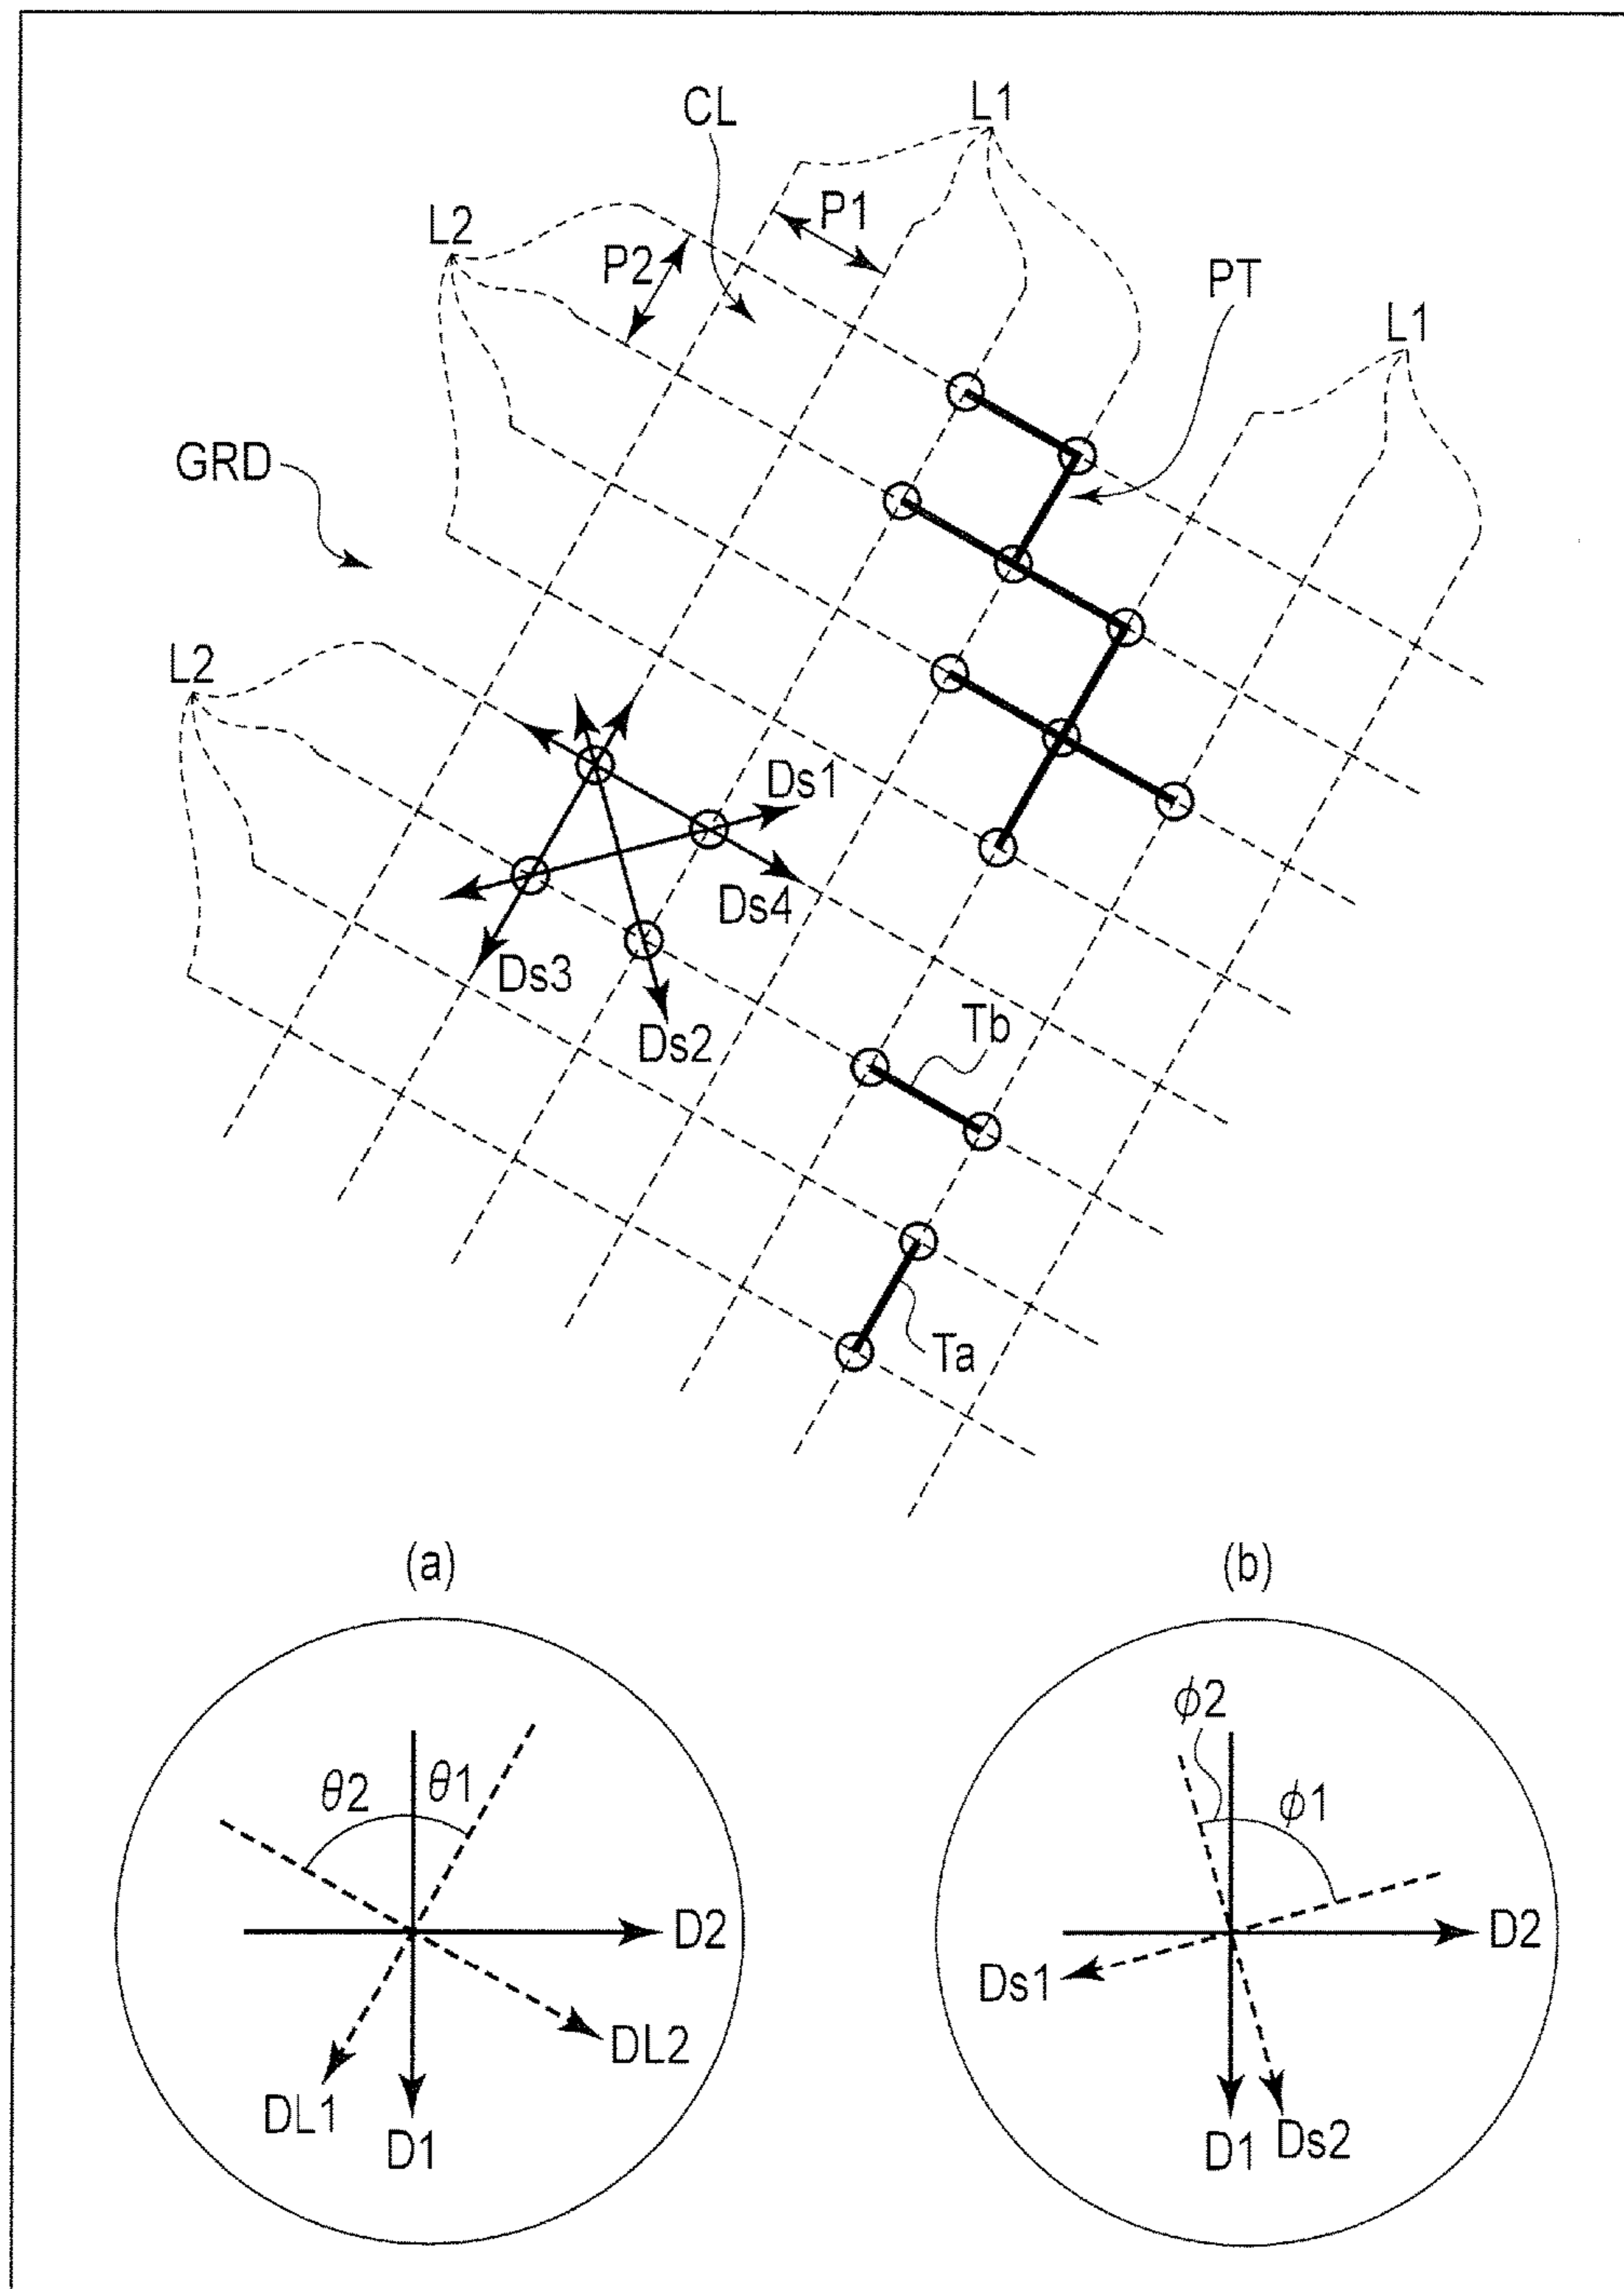 CL
L1
P1
L2
P2
PT
L1
GRD
L2
Ds1
Ds4
Ds3
Ds2
Tb
Ta
(a)
(b)
ϕ2
θ2
θ1
ϕ1
D2
D2
Ds1
DL2
DL1
D1
D1
Ds2